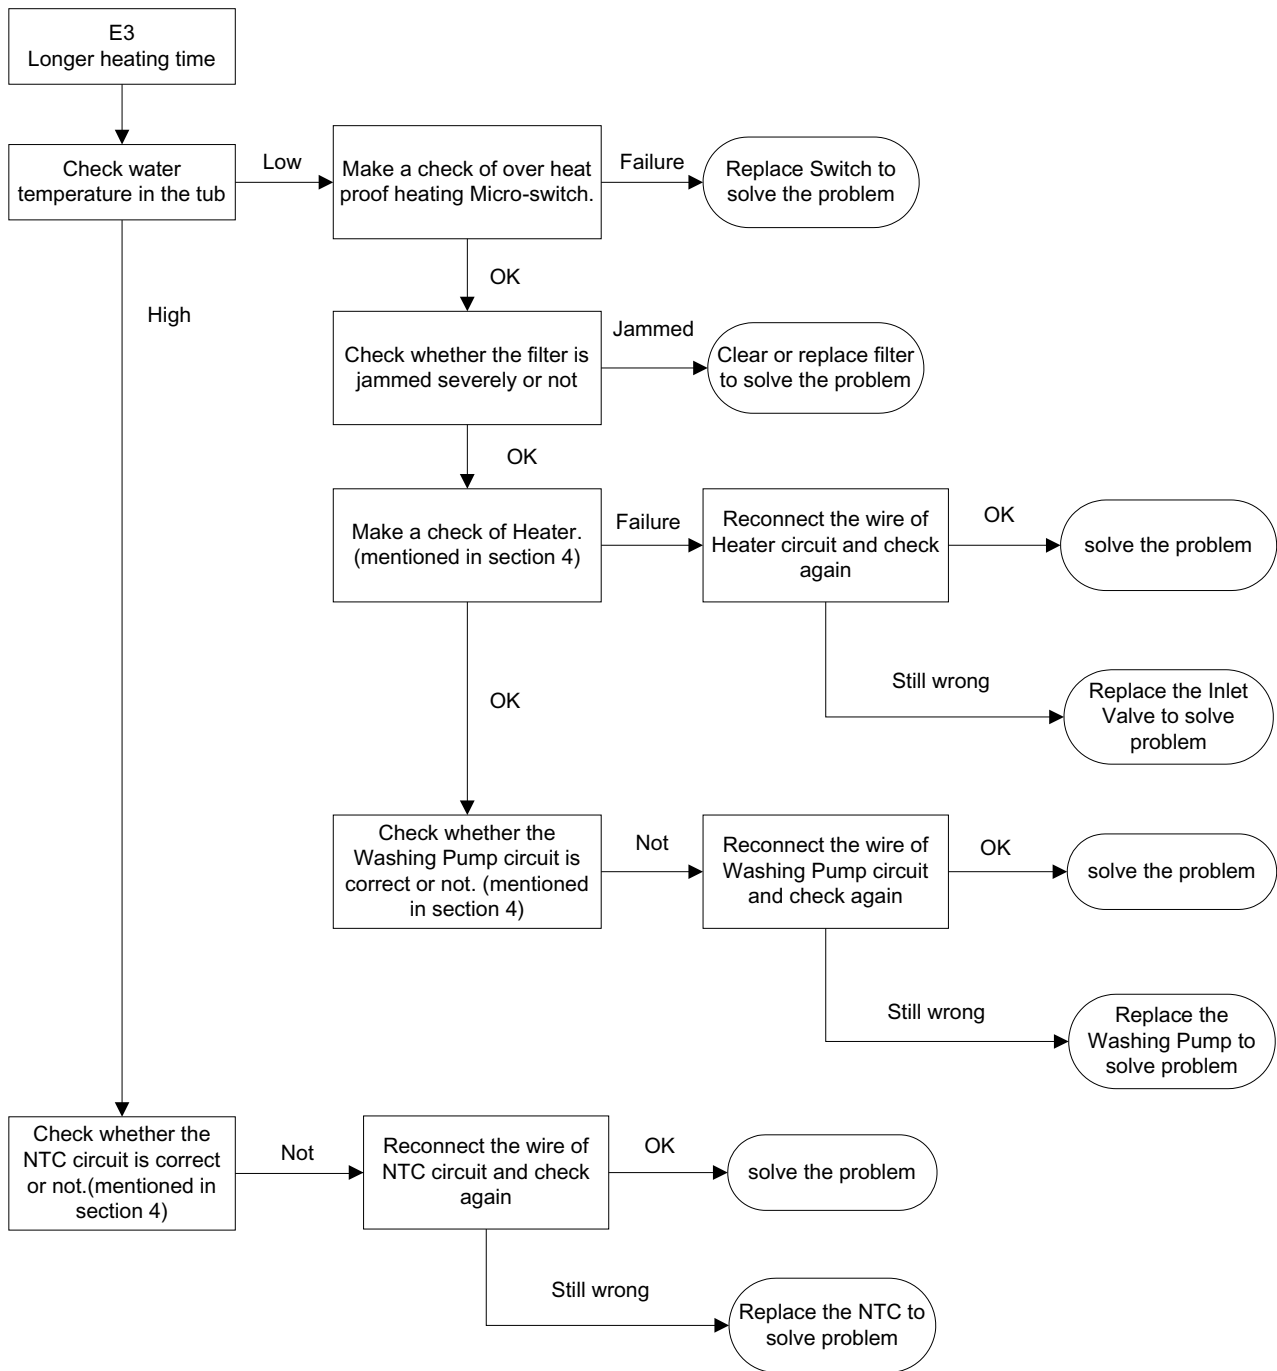 E3
Longer heating time
Check water
temperature in the tub
Low
Make a check of over heat
proof heating Micro-switch.
Failure
Replace Switch to
solve the problem
OK
High
Check whether the filter is
jammed severely or not
Jammed
Clear or replace filter
to solve the problem
OK
Make a check of Heater.
(mentioned in section 4)
Failure
Reconnect the wire of
Heater circuit and check
again
OK
solve the problem
Still wrong
Replace the Inlet
Valve to solve
problem
OK
Check whether the
Washing Pump circuit is
correct or not. (mentioned
in section 4)
Not
Reconnect the wire of
Washing Pump circuit
and check again
OK
solve the problem
Still wrong
Replace the
Washing Pump to
solve problem
Check whether the
NTC circuit is correct
or not.(mentioned in
section 4)
Not
Reconnect the wire of
NTC circuit and check
again
OK
solve the problem
Still wrong
Replace the NTC to
solve problem